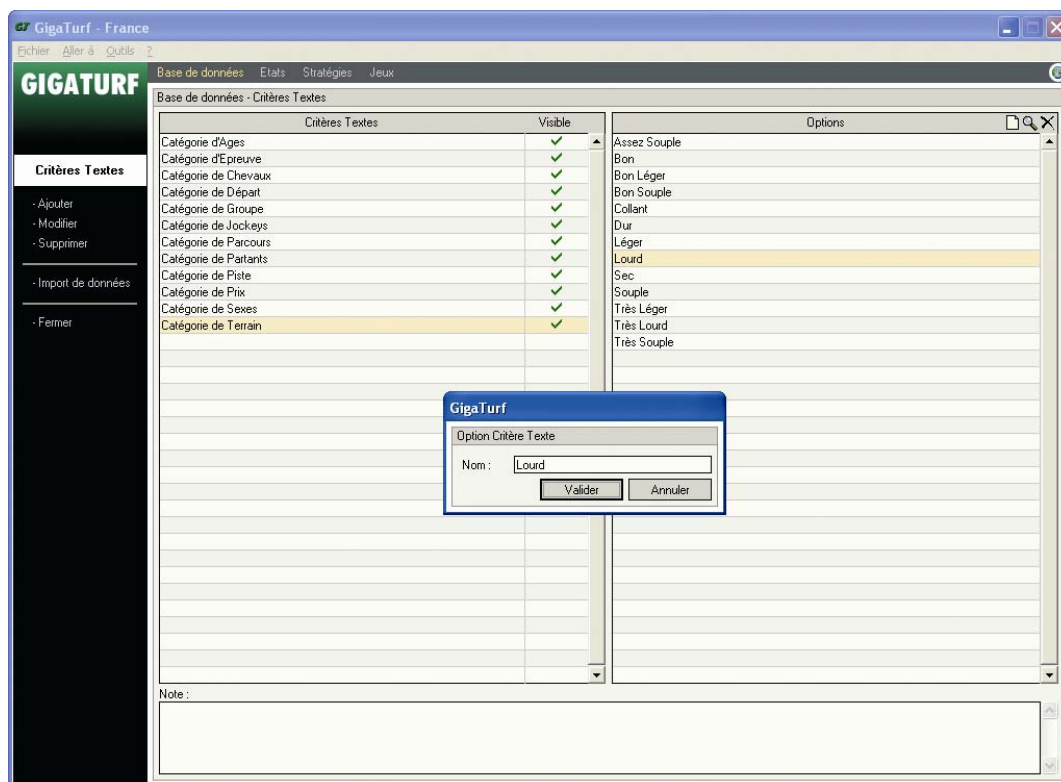 GT GigaTurf - France
Fichier Aller à Outils ?
GIGATURF
Base de données Etats Stratégies Jeux
Base de données - Critères Textes
Critères Textes
- Ajouter
- Modifier
- Supprimer
- Import de données
- Fermer
Critères Textes Visible
Catégorie d'Ages
Catégorie d'Epreuve
Catégorie de Chevaux
Catégorie de Départ
Catégorie de Groupe
Catégorie de Jockeys
Catégorie de Parcours
Catégorie de Partants
Catégorie de Piste
Catégorie de Prix
Catégorie de Sexes
Catégorie de Terrain
Options
Assez Souple
Bon
Bon Léger
Bon Souple
Collant
Dur
Léger
Lourd
Sec
Souple
Très Léger
Très Lourd
Très Souple
GigaTurf
Option Critère Texte
Nom : Lourd
Valider Annuler
Note :